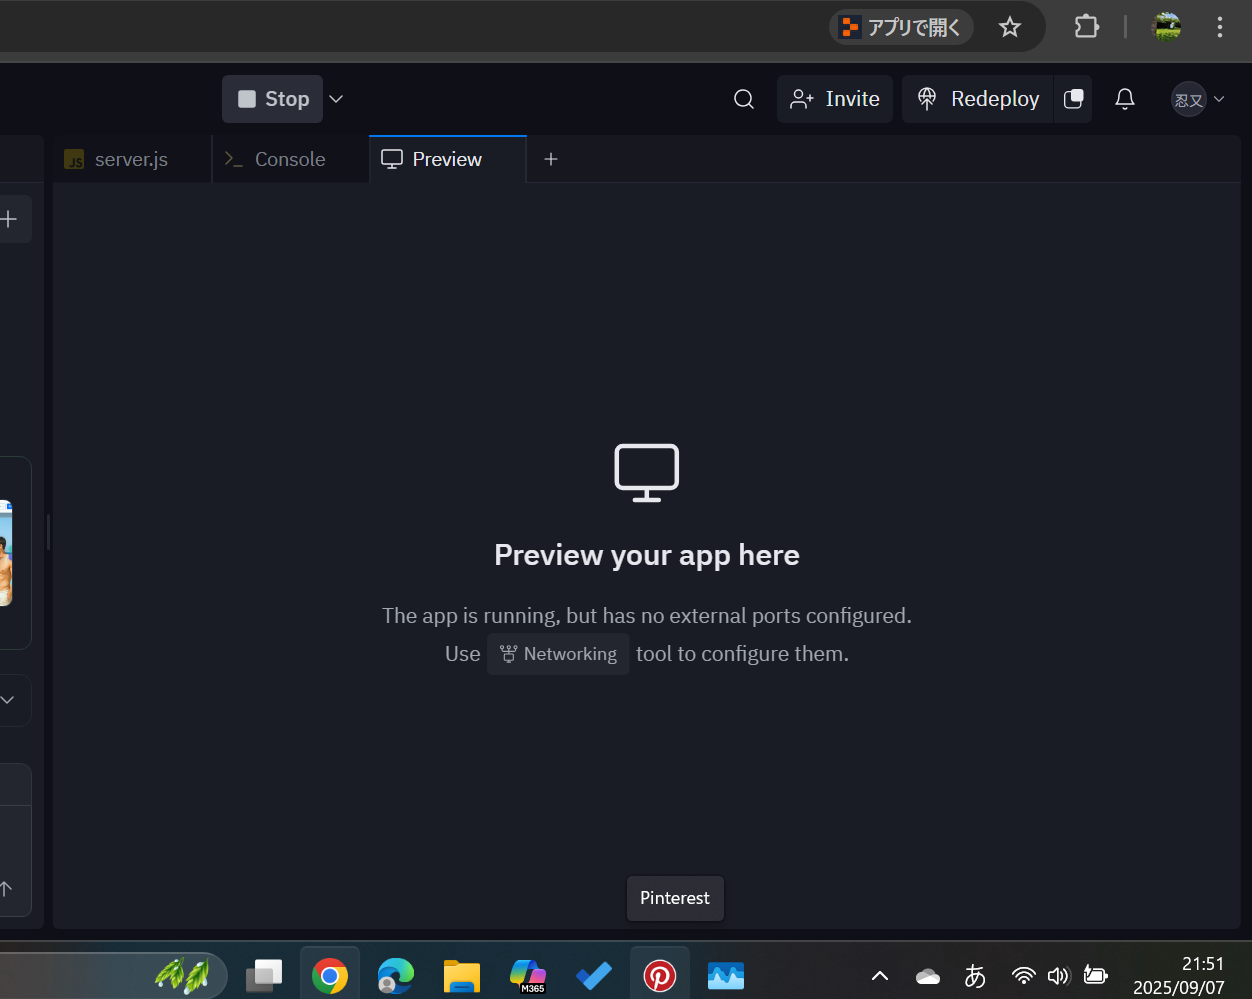 アプリで開く
Stop
Invite
Redeploy
忍又
JS server.js
Console
Preview
Preview your app here
The app is running, but has no external ports configured.
Use Networking tool to configure them.
Pinterest
M365
あ
21:51
2025/09/07